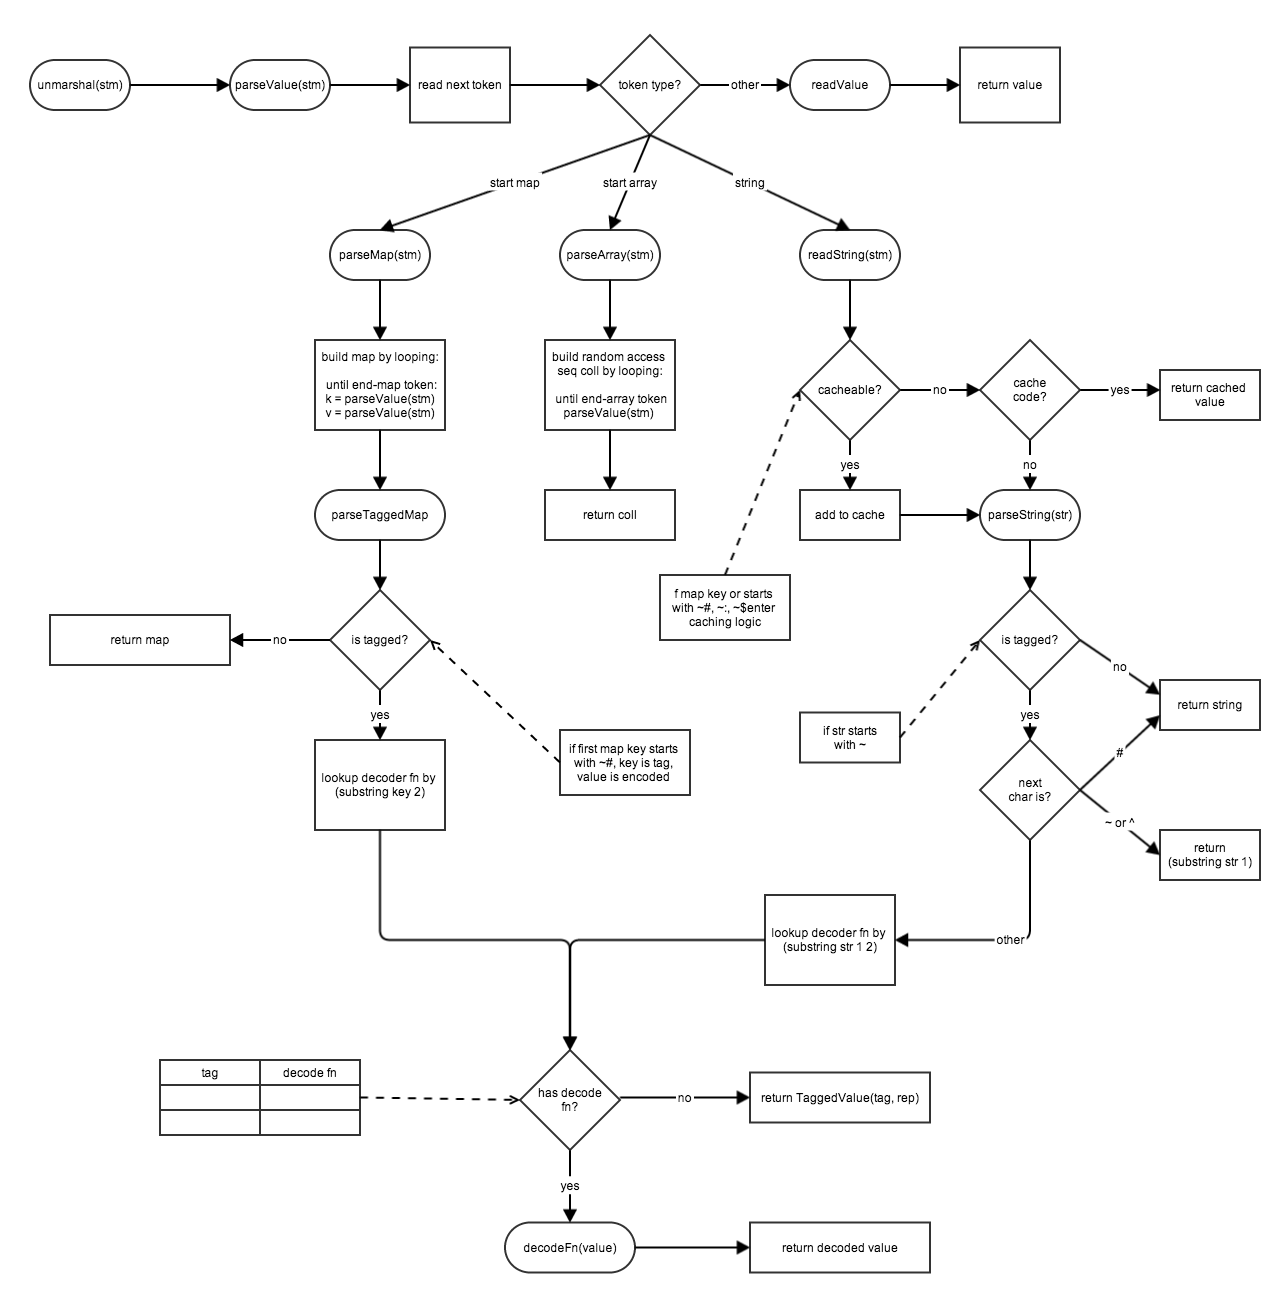 unmarshal(stm)
parseValue(stm)
read next token
token type?
other
readValue
return value
start map
start array
string
parseMap(stm)
parseArray(stm)
readString(stm)
build map by looping:
until end-map token:
k = parseValue(stm)
v = parseValue(stm)
build random access
seq coll by looping:
until end-array token
parseValue(stm)
cacheable?
no
cache
code?
yes
return cached
value
yes
no
parseTaggedMap
return coll
add to cache
parseString(str)
f map key or starts
with ~#, ~:, ~$enter
caching logic
return map
no
is tagged?
is tagged?
no
return string
yes
if first map key starts
with ~#, key is tag,
value is encoded
if str starts
with ~
yes
#
lookup decoder fn by
(substring key 2)
next
char is?
~ or ^
return
(substring str 1)
lookup decoder fn by
(substring str 1 2)
other
tag
decode fn
has decode
fn?
no
return TaggedValue(tag, rep)
yes
decodeFn(value)
return decoded value